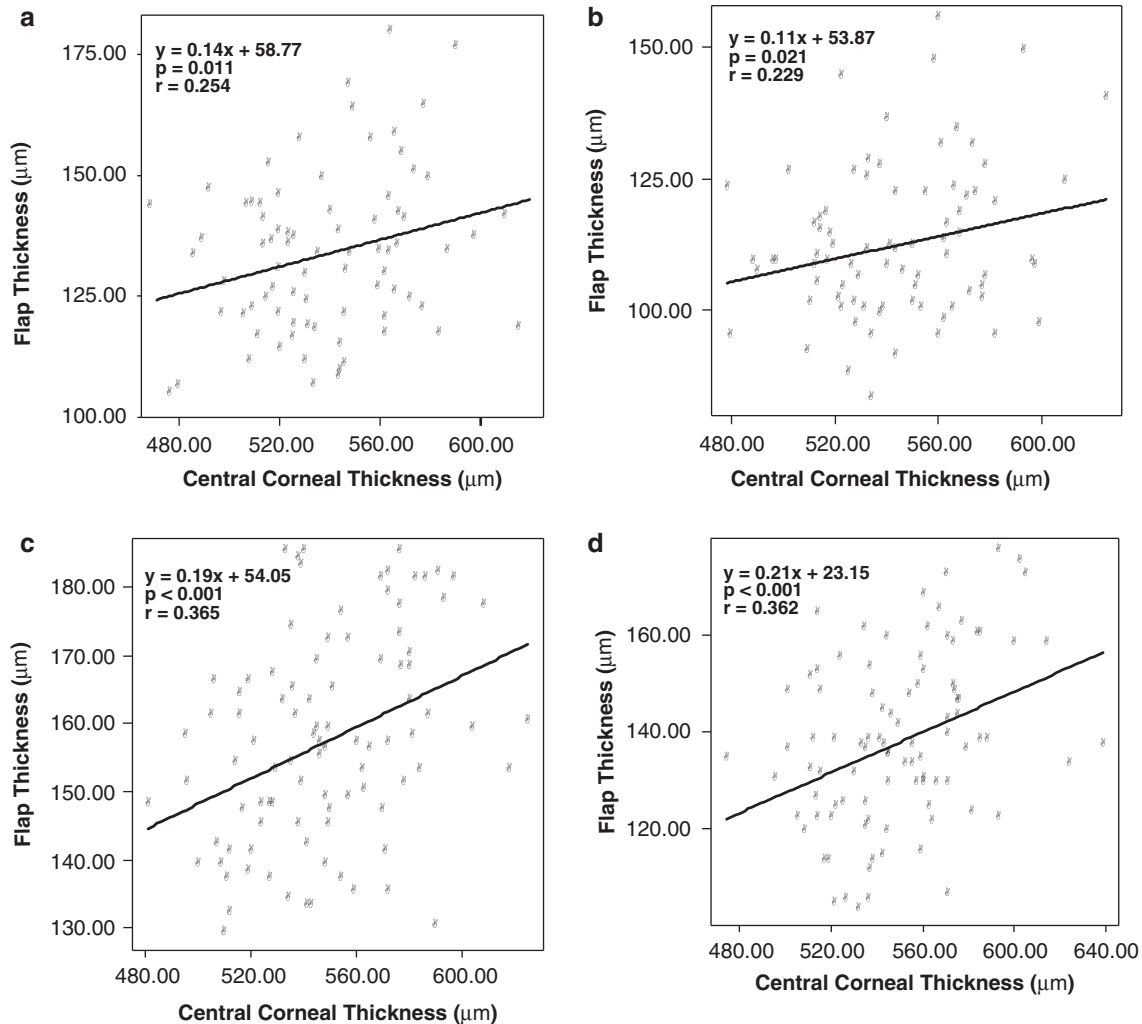 a
y = 0.14x + 58.77
p = 0.011
r = 0.254
175.00
150.00
125.00
100.00
Flap Thickness (μm)
480.00 520.00 560.00 600.00
Central Corneal Thickness (μm)
b
y = 0.11x + 53.87
p = 0.021
r = 0.229
150.00
125.00
100.00
Flap Thickness (μm)
480.00 520.00 560.00 600.00
Central Corneal Thickness (μm)
c
y = 0.19x + 54.05
p < 0.001
r = 0.365
180.00
170.00
160.00
150.00
140.00
130.00
Flap Thickness (μm)
480.00 520.00 560.00 600.00
Central Corneal Thickness (μm)
d
y = 0.21x + 23.15
p < 0.001
r = 0.362
160.00
140.00
120.00
Flap Thickness (μm)
480.00 520.00 560.00 600.00 640.00
Central Corneal Thickness (μm)